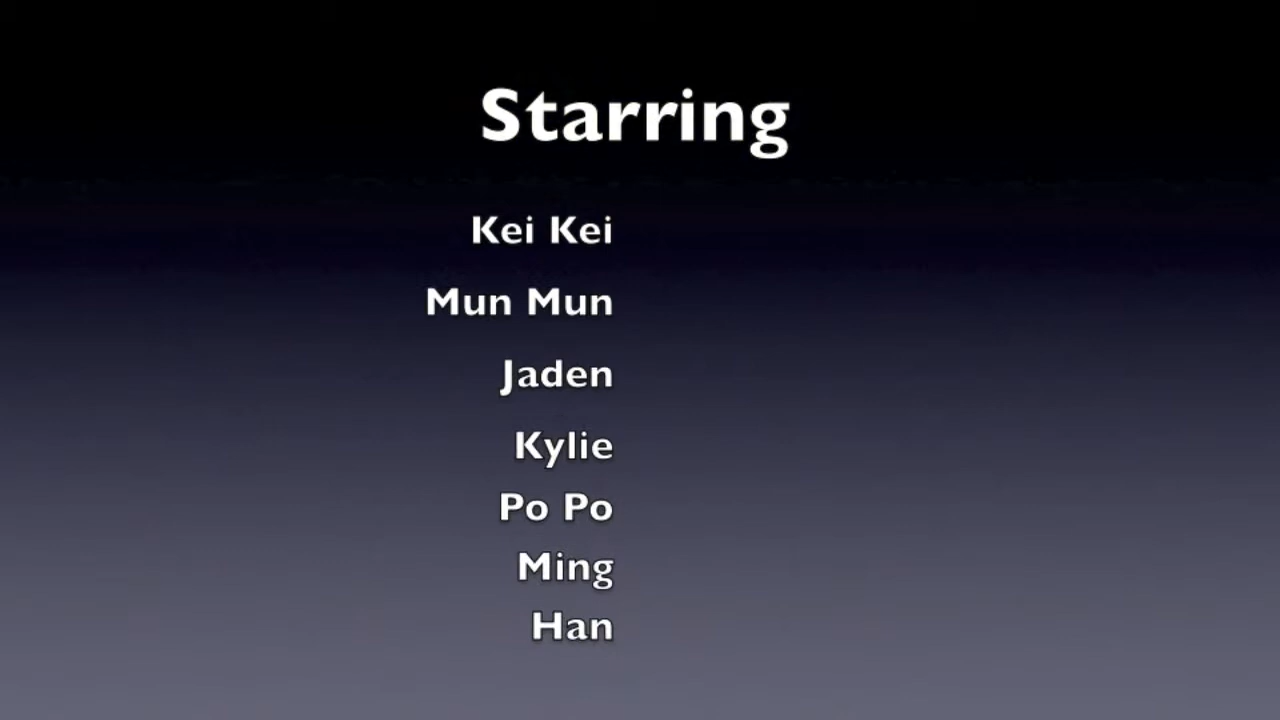 Starring
Kei Kei
Mun Mun
Jaden
Kylie
Po Po
Ming
Han